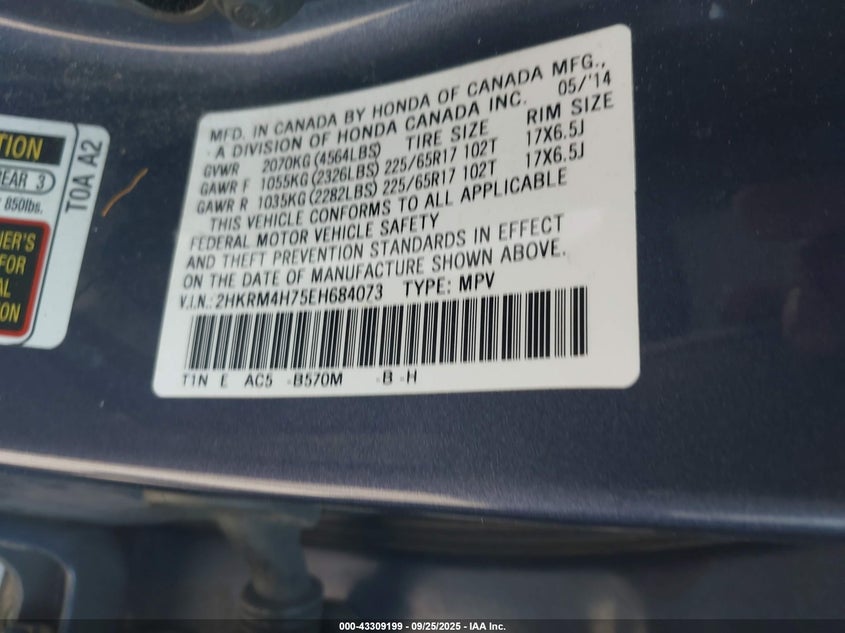 MFD. IN CANADA BY HONDA OF CANADA MFG.,
A DIVISION OF HONDA CANADA INC. 05/'14
GVWR 2070KG (4564LBS) TIRE SIZE RIM SIZE
GAWR F 1055KG (2326LBS) 225/65R17 102T 17X6.5J
GAWR R 1035KG (2282LBS) 225/65R17 102T 17X6.5J
THIS VEHICLE CONFORMS TO ALL APPLICABLE
FEDERAL MOTOR VEHICLE SAFETY
AND THEFT PREVENTION STANDARDS IN EFFECT
ON THE DATE OF MANUFACTURE SHOWN ABOVE.
V.I.N.: 2HKRM4H75EH684073 TYPE: MPV
T1N E AC5 -B570M -B -H
TION
REAR 3
850lbs.
T0A A2
ER'S
FOR
AL
ON
000-43309199 - 09/25/2025 - IAA Inc.